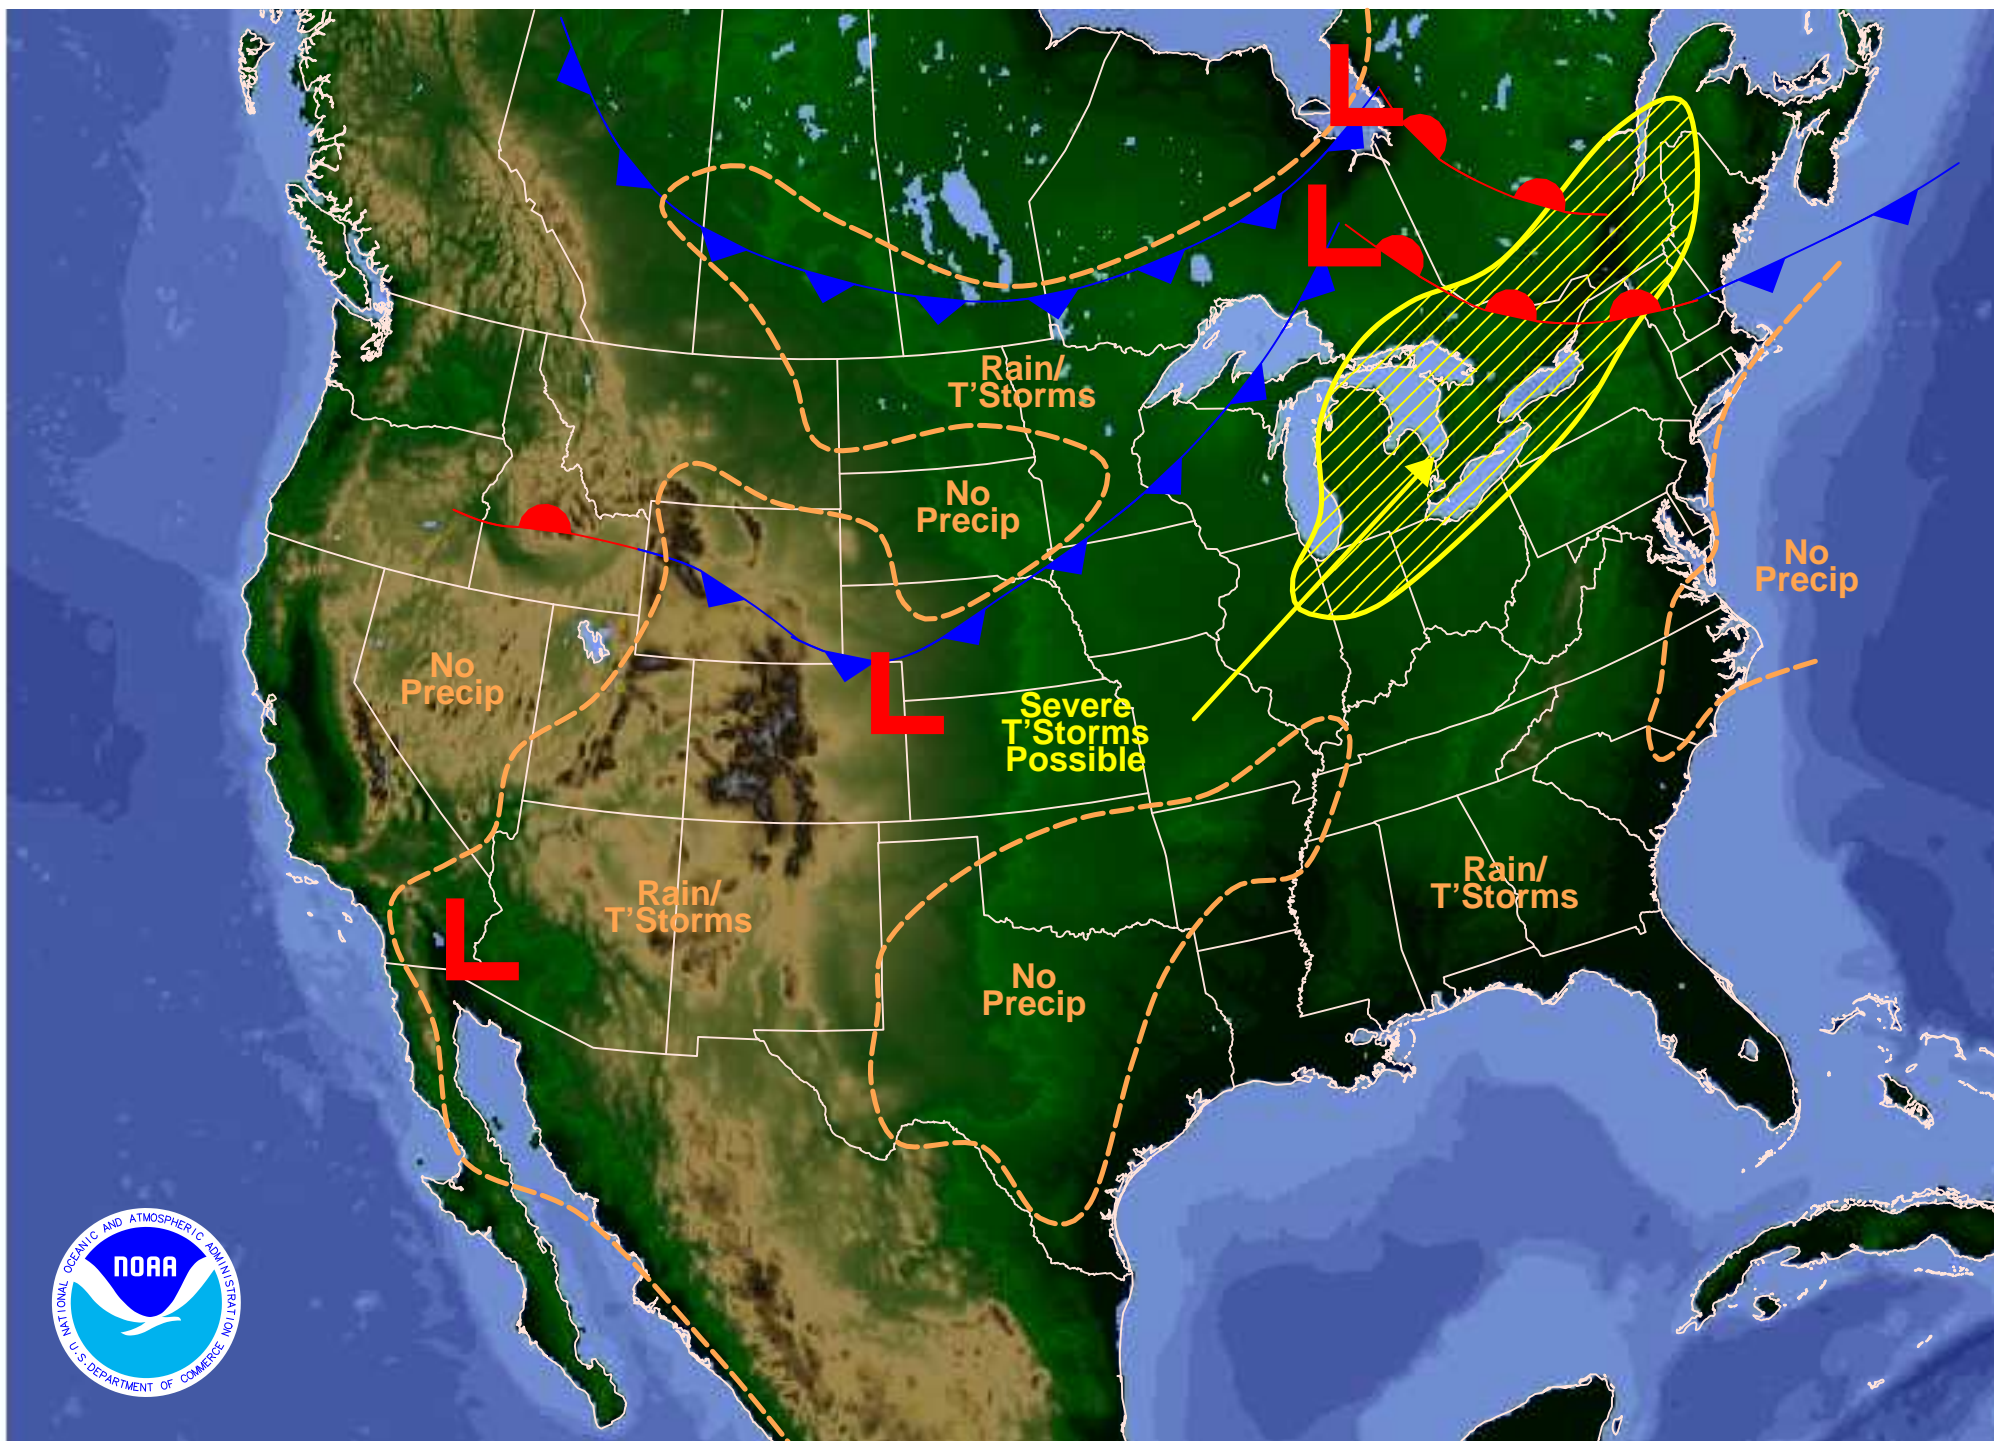 L
L
Rain/
T'Storms
No
Precip
No
Precip
No
Precip
L
Severe
T'Storms
Possible
Rain/
T'Storms
Rain/
T'Storms
L
No
Precip
NATIONAL OCEANIC AND ATMOSPHERIC ADMINISTRATION
NOAA
U.S. DEPARTMENT OF COMMERCE